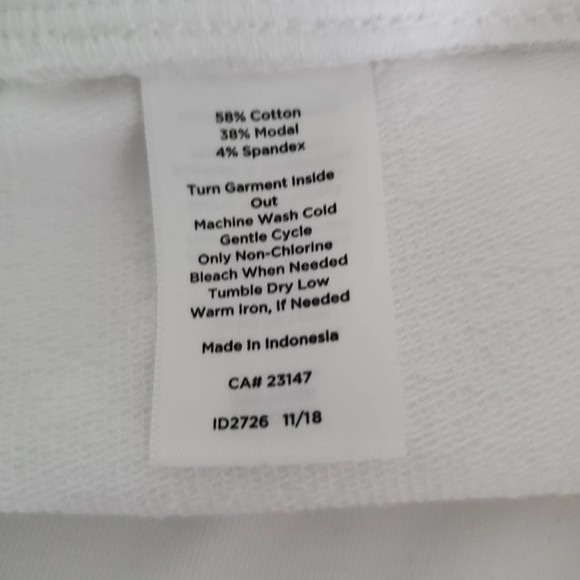 58% Cotton
38% Modal
4% Spandex
Turn Garment Inside
Out
Machine Wash Cold
Gentle Cycle
Only Non-Chlorine
Bleach When Needed
Tumble Dry Low
Warm Iron, If Needed
Made In Indonesia
CA# 23147
ID2726 11/18